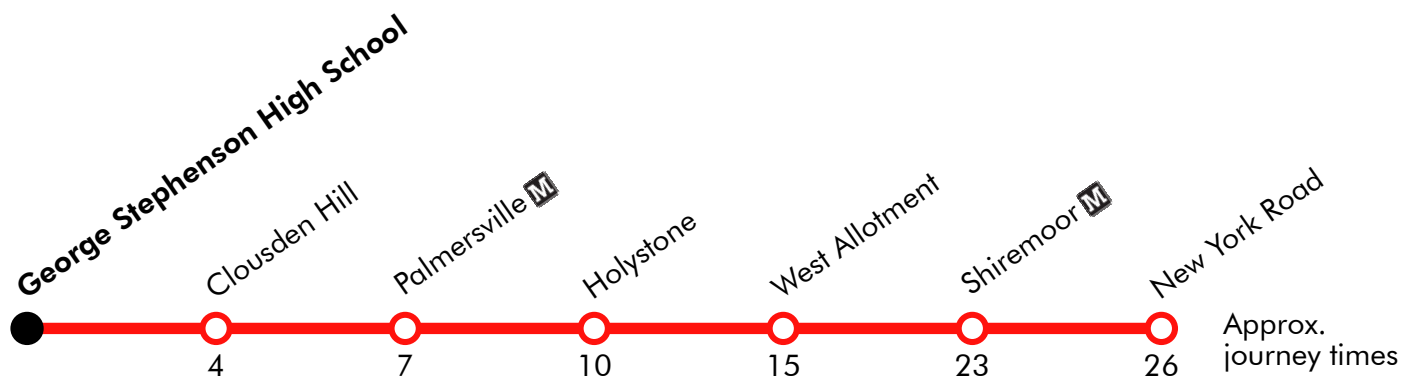 George Stephenson High School
Clousden Hill
Palmersville M
Holystone
West Allotment
Shiremoor M
New York Road
4
7
10
15
23
26
Approx.
journey times